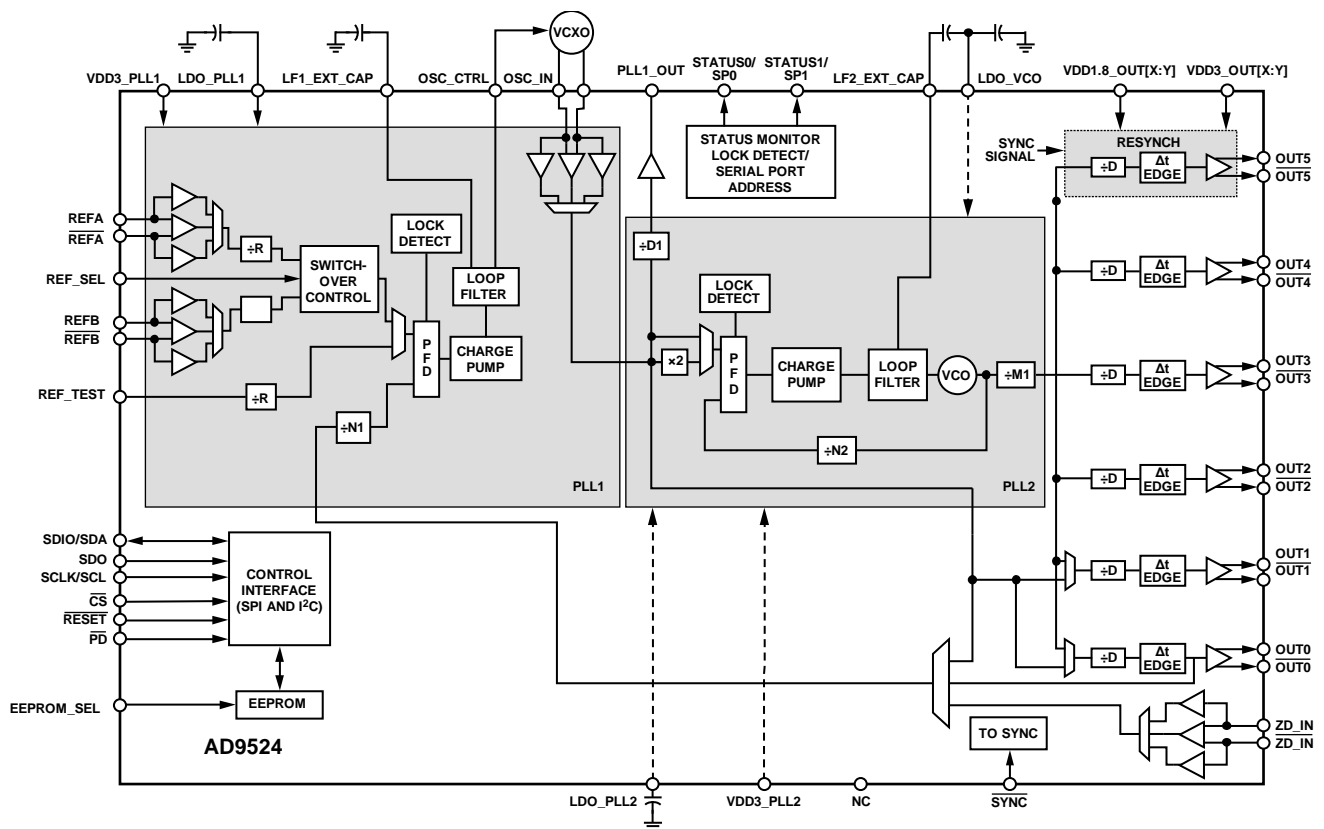 VCXO
VDD3_PLL1
LDO_PLL1
LF1_EXT_CAP
OSC_CTRL
OSC_IN
PLL1_OUT
STATUS0/
SP0
STATUS1/
SP1
LF2_EXT_CAP
LDO_VCO
VDD1.8_OUT[X:Y]
VDD3_OUT[X:Y]
STATUS MONITOR
LOCK DETECT/
SERIAL PORT
ADDRESS
SYNC
SIGNAL
RESYNCH
÷D
Δt
EDGE
OUT5
OUT5
REFA
REFA
÷R
REF_SEL
SWITCH-
OVER
CONTROL
LOCK
DETECT
LOOP
FILTER
REFB
REFB
PFD
CHARGE
PUMP
REF_TEST
÷R
÷N1
PLL1
÷D1
LOCK
DETECT
×2
PFD
CHARGE
PUMP
LOOP
FILTER
VCO
÷M1
÷N2
PLL2
÷D
Δt
EDGE
OUT4
OUT4
÷D
Δt
EDGE
OUT3
OUT3
÷D
Δt
EDGE
OUT2
OUT2
÷D
Δt
EDGE
OUT1
OUT1
÷D
Δt
EDGE
OUT0
OUT0
SDIO/SDA
SDO
SCLK/SCL
CS
RESET
PD
CONTROL
INTERFACE
(SPI AND I²C)
EEPROM_SEL
EEPROM
AD9524
TO SYNC
ZD_IN
ZD_IN
LDO_PLL2
VDD3_PLL2
NC
SYNC